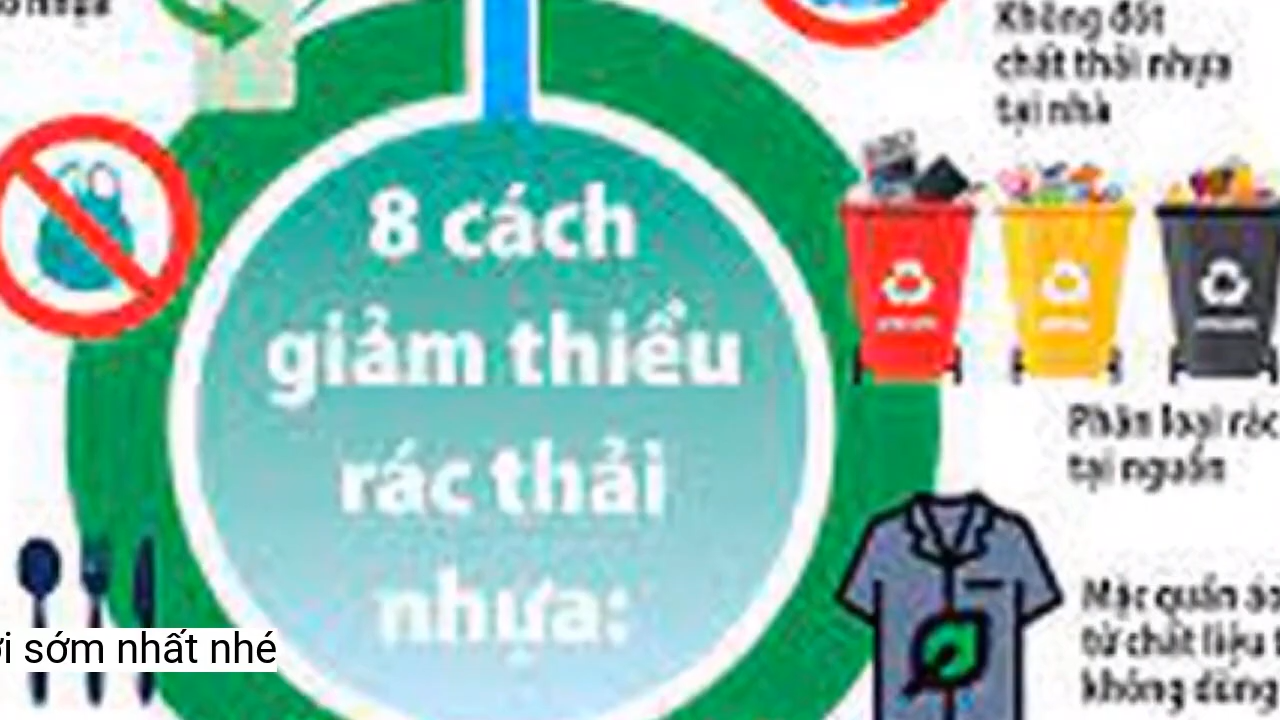 Không đốt
chất thải nhựa
tại nhà
8 cách
giảm thiểu
rác thải
nhựa:
Phân loại rác
tại nguồn
Mặc quần áo
từ chất liệu
không dùng
sớm nhất nhé